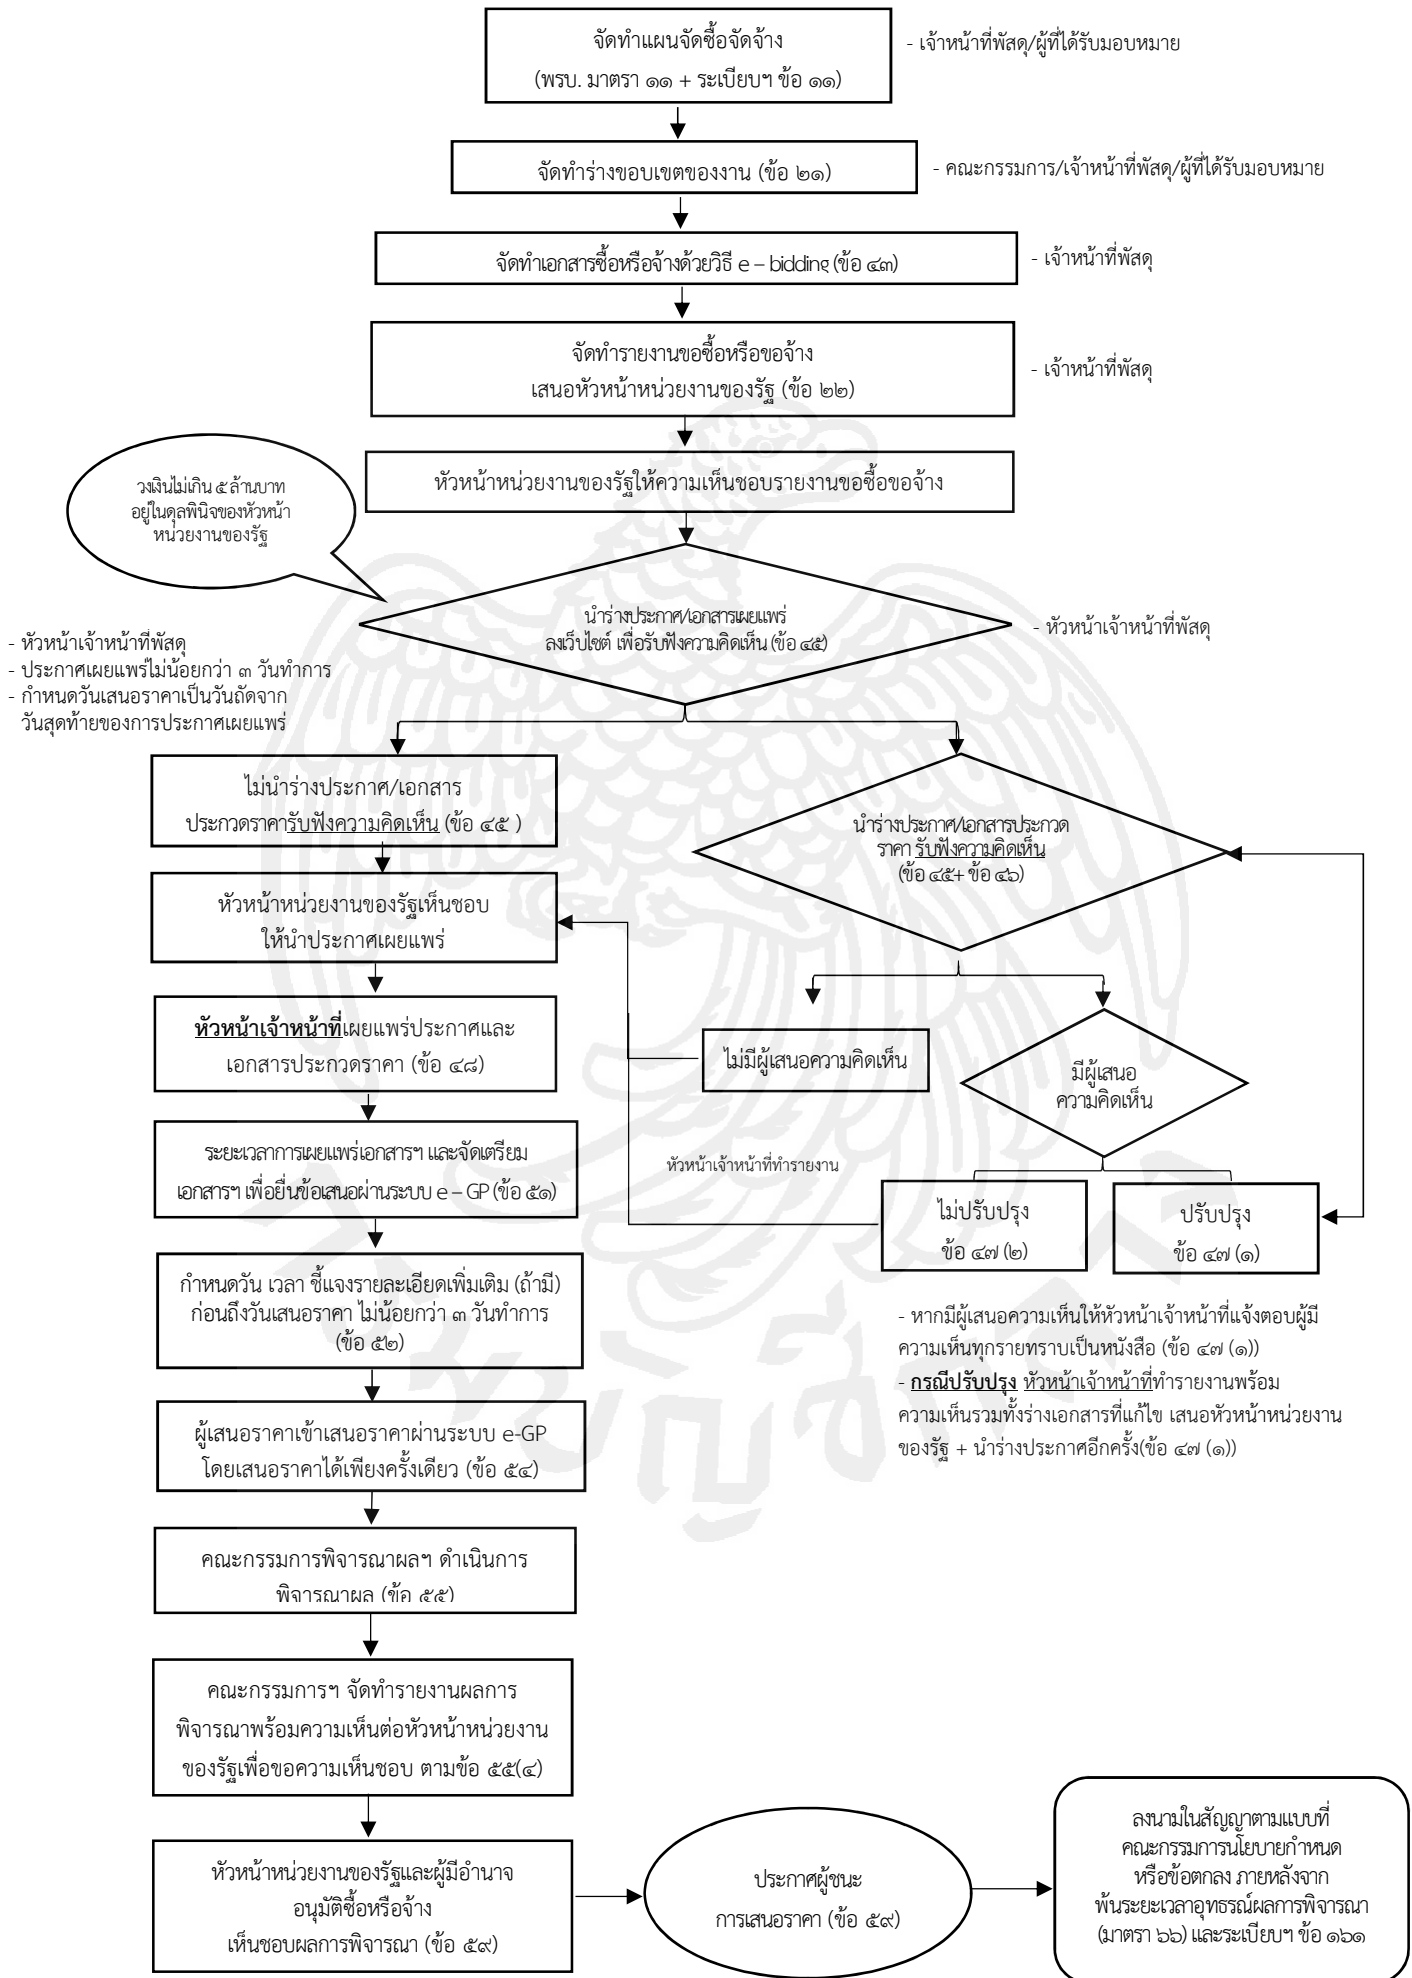 จัดทำแผนจัดซื้อจัดจ้าง
(พรบ. มาตรา ๑๑ + ระเบียบฯ ข้อ ๑๑)
- เจ้าหน้าที่พัสดุ/ผู้ที่ได้รับมอบหมาย
จัดทำร่างขอบเขตของงาน (ข้อ ๒๑)
- คณะกรรมการ/เจ้าหน้าที่พัสดุ/ผู้ที่ได้รับมอบหมาย
จัดทำเอกสารซื้อหรือจ้างด้วยวิธี e – bidding (ข้อ ๔๓)
- เจ้าหน้าที่พัสดุ
จัดทำรายงานขอซื้อหรือขอจ้าง
เสนอหัวหน้าหน่วยงานของรัฐ (ข้อ ๒๒)
- เจ้าหน้าที่พัสดุ
หัวหน้าหน่วยงานของรัฐให้ความเห็นชอบรายงานขอซื้อขอจ้าง
วงเงินไม่เกิน ๕ ล้านบาท
อยู่ในดุลพินิจของหัวหน้า
หน่วยงานของรัฐ
นำร่างประกาศ/เอกสารเผยแพร่
ลงเว็บไซต์ เพื่อรับฟังความคิดเห็น (ข้อ ๔๕)
- หัวหน้าเจ้าหน้าที่พัสดุ
- หัวหน้าเจ้าหน้าที่พัสดุ
- ประกาศเผยแพร่ไม่น้อยกว่า ๓ วันทำการ
- กำหนดวันเสนอราคาเป็นวันถัดจาก
วันสุดท้ายของการประกาศเผยแพร่
ไม่นำร่างประกาศ/เอกสาร
ประกวดราคารับฟังความคิดเห็น (ข้อ ๔๕ )
นำร่างประกาศ/เอกสารประกวด
ราคา รับฟังความคิดเห็น
(ข้อ ๔๕+ ข้อ ๔๖)
หัวหน้าหน่วยงานของรัฐเห็นชอบ
ให้นำประกาศเผยแพร่
หัวหน้าเจ้าหน้าที่เผยแพร่ประกาศและ
เอกสารประกวดราคา (ข้อ ๔๘)
ไม่มีผู้เสนอความคิดเห็น
มีผู้เสนอ
ความคิดเห็น
ระยะเวลาการเผยแพร่เอกสารฯ และจัดเตรียม
เอกสารฯ เพื่อยื่นข้อเสนอผ่านระบบ e – GP (ข้อ ๕๑)
หัวหน้าเจ้าหน้าที่ทำรายงาน
ไม่ปรับปรุง
ข้อ ๔๗ (๒)
ปรับปรุง
ข้อ ๔๗ (๑)
กำหนดวัน เวลา ชี้แจงรายละเอียดเพิ่มเติม (ถ้ามี)
ก่อนถึงวันเสนอราคา ไม่น้อยกว่า ๓ วันทำการ
(ข้อ ๕๒)
- หากมีผู้เสนอความเห็นให้หัวหน้าเจ้าหน้าที่แจ้งตอบผู้มี
ความเห็นทุกรายทราบเป็นหนังสือ (ข้อ ๔๗ (๑))
- กรณีปรับปรุง หัวหน้าเจ้าหน้าที่ทำรายงานพร้อม
ความเห็นรวมทั้งร่างเอกสารที่แก้ไข เสนอหัวหน้าหน่วยงาน
ของรัฐ + นำร่างประกาศอีกครั้ง(ข้อ ๔๗ (๑))
ผู้เสนอราคาเข้าเสนอราคาผ่านระบบ e-GP
โดยเสนอราคาได้เพียงครั้งเดียว (ข้อ ๕๔)
คณะกรรมการพิจารณาผลฯ ดำเนินการ
พิจารณาผล (ข้อ ๕๕)
คณะกรรมการฯ จัดทำรายงานผลการ
พิจารณาพร้อมความเห็นต่อหัวหน้าหน่วยงาน
ของรัฐเพื่อขอความเห็นชอบ ตามข้อ ๕๕(๔)
หัวหน้าหน่วยงานของรัฐและผู้มีอำนาจ
อนุมัติซื้อหรือจ้าง
เห็นชอบผลการพิจารณา (ข้อ ๕๙)
ประกาศผู้ชนะ
การเสนอราคา (ข้อ ๕๙)
ลงนามในสัญญาตามแบบที่
คณะกรรมการนโยบายกำหนด
หรือข้อตกลง ภายหลังจาก
พ้นระยะเวลาอุทธรณ์ผลการพิจารณา
(มาตรา ๖๖) และระเบียบฯ ข้อ ๑๖๑
กรมบัญชีกลาง